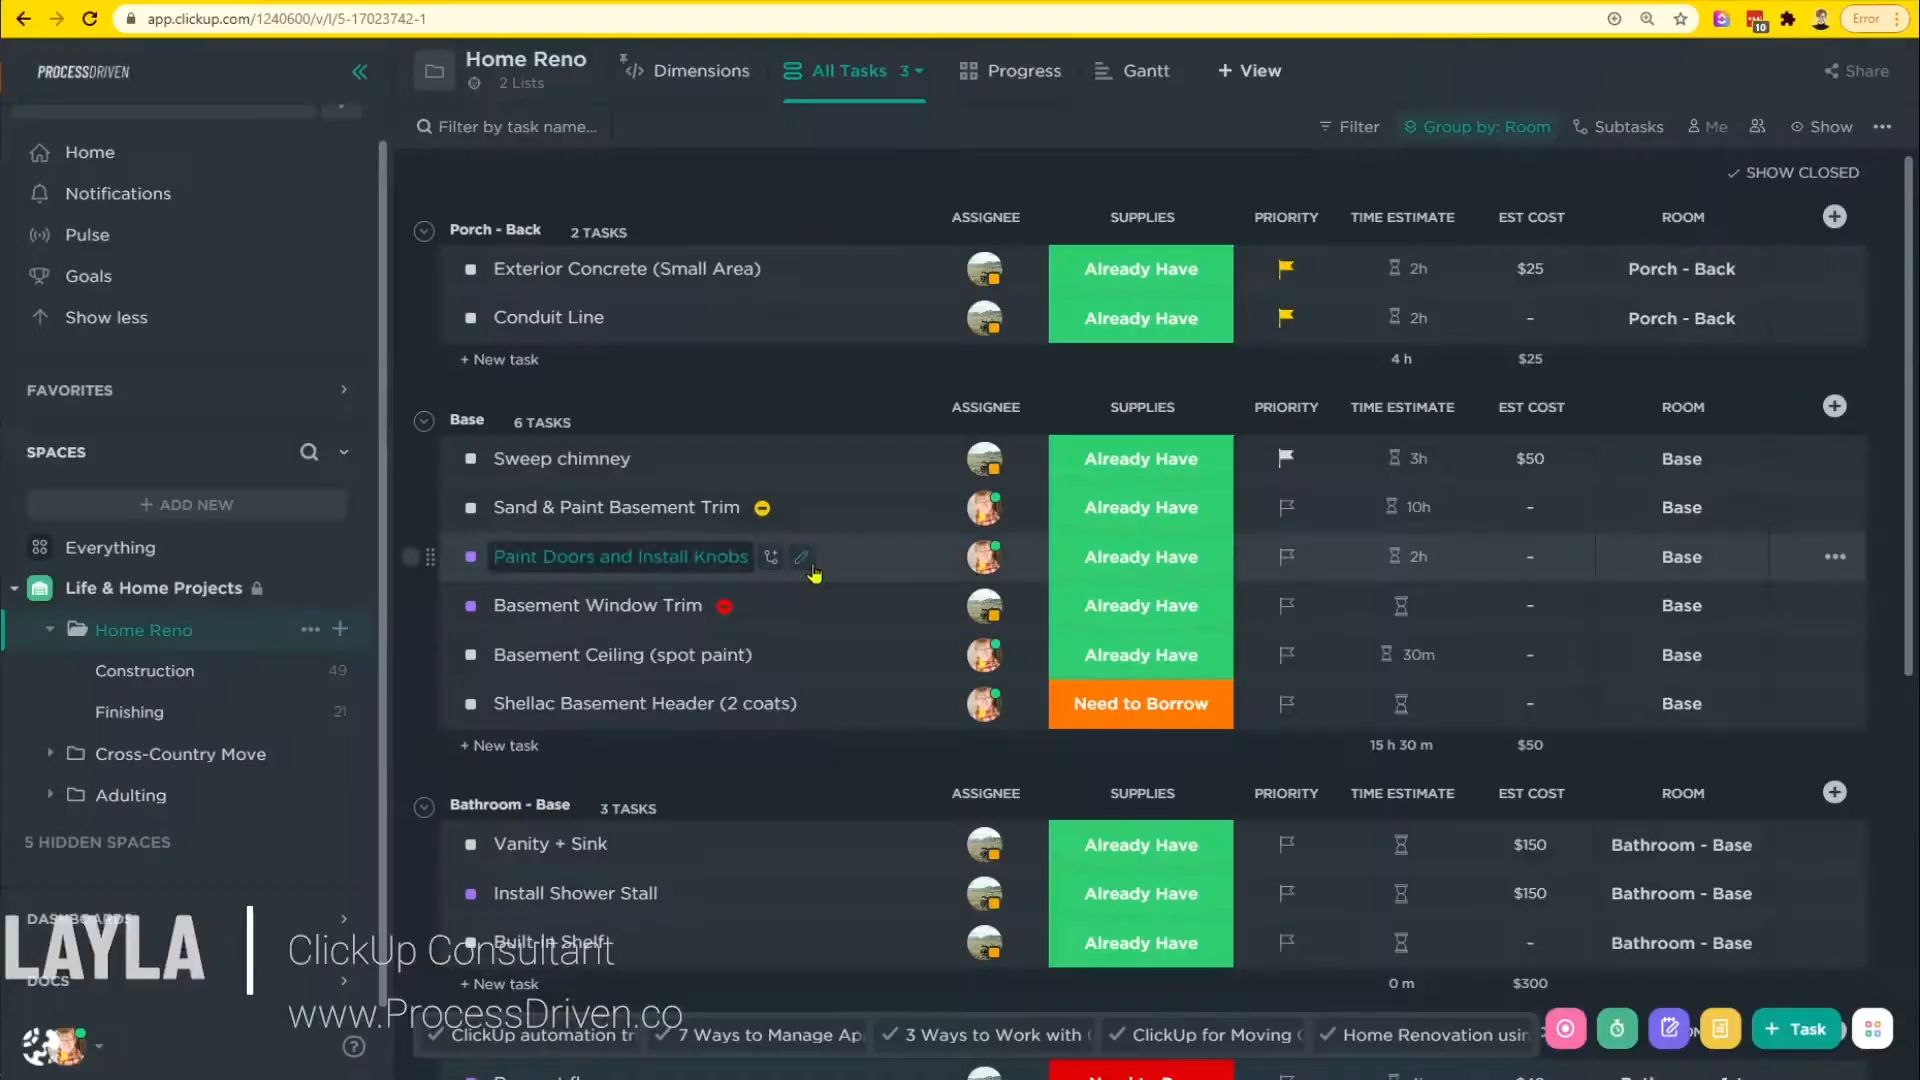 app.clickup.com/1240600/v/l/5-17023742-1
10
Error
PROCESSDRIVEN
Home
Notifications
Pulse
Goals
Show less
FAVORITES
SPACES
+ ADD NEW
Everything
Life & Home Projects
Home Reno
Construction 49
Finishing 21
Cross-Country Move
Adulting
5 HIDDEN SPACES
DASHBOARDS
DOCS
Home Reno
2 Lists
Dimensions
All Tasks 3
Progress
Gantt
+ View
Share
Filter by task name...
Filter
Group by: Room
Subtasks
Me
Show
SHOW CLOSED
Porch - Back 2 TASKS ASSIGNEE SUPPLIES PRIORITY TIME ESTIMATE EST COST ROOM
Exterior Concrete (Small Area) Already Have 2h $25 Porch - Back
Conduit Line Already Have 2h - Porch - Back
+ New task 4 h $25
Base 6 TASKS ASSIGNEE SUPPLIES PRIORITY TIME ESTIMATE EST COST ROOM
Sweep chimney Already Have 3h $50 Base
Sand & Paint Basement Trim Already Have 10h - Base
Paint Doors and Install Knobs Already Have 2h - Base
Basement Window Trim Already Have - Base
Basement Ceiling (spot paint) Already Have 30m - Base
Shellac Basement Header (2 coats) Need to Borrow - Base
+ New task 15 h 30 m $50
Bathroom - Base 3 TASKS ASSIGNEE SUPPLIES PRIORITY TIME ESTIMATE EST COST ROOM
Vanity + Sink Already Have $150 Bathroom - Base
Install Shower Stall Already Have $150 Bathroom - Base
Built-In Shelf Already Have - Bathroom - Base
+ New task 0 m $300
LAYLA
ClickUp Consultant
www.ProcessDriven.co
ClickUp automation tr
7 Ways to Manage Ap
3 Ways to Work with
ClickUp for Moving
Home Renovation usin
+ Task